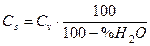 C_s = C_v · 100 / (100 − %H_2O)